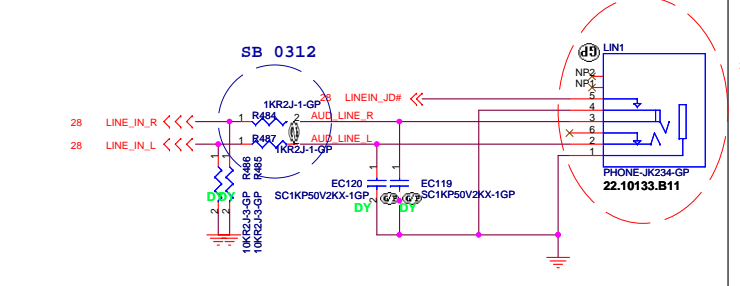 SB 0312
GP
LIN1
NP2
NP1
28 LINEIN_JD#
5
4
3
6
2
1
1KR2J-1-GP
28 LINE_IN_R
1 R484 2
AUD_LINE_R
28 LINE_IN_L
1 R487
AUD_LINE_L
1KR2J-1-GP
PHONE-JK234-GP
22.10133.B11
1
1
R486
R485
10KR2J-3-GP
10KR2J-3-GP
2
2
DY
1
1
EC120
SC1KP50V2KX-1GP
2
DY
EC119
SC1KP50V2KX-1GP
DY